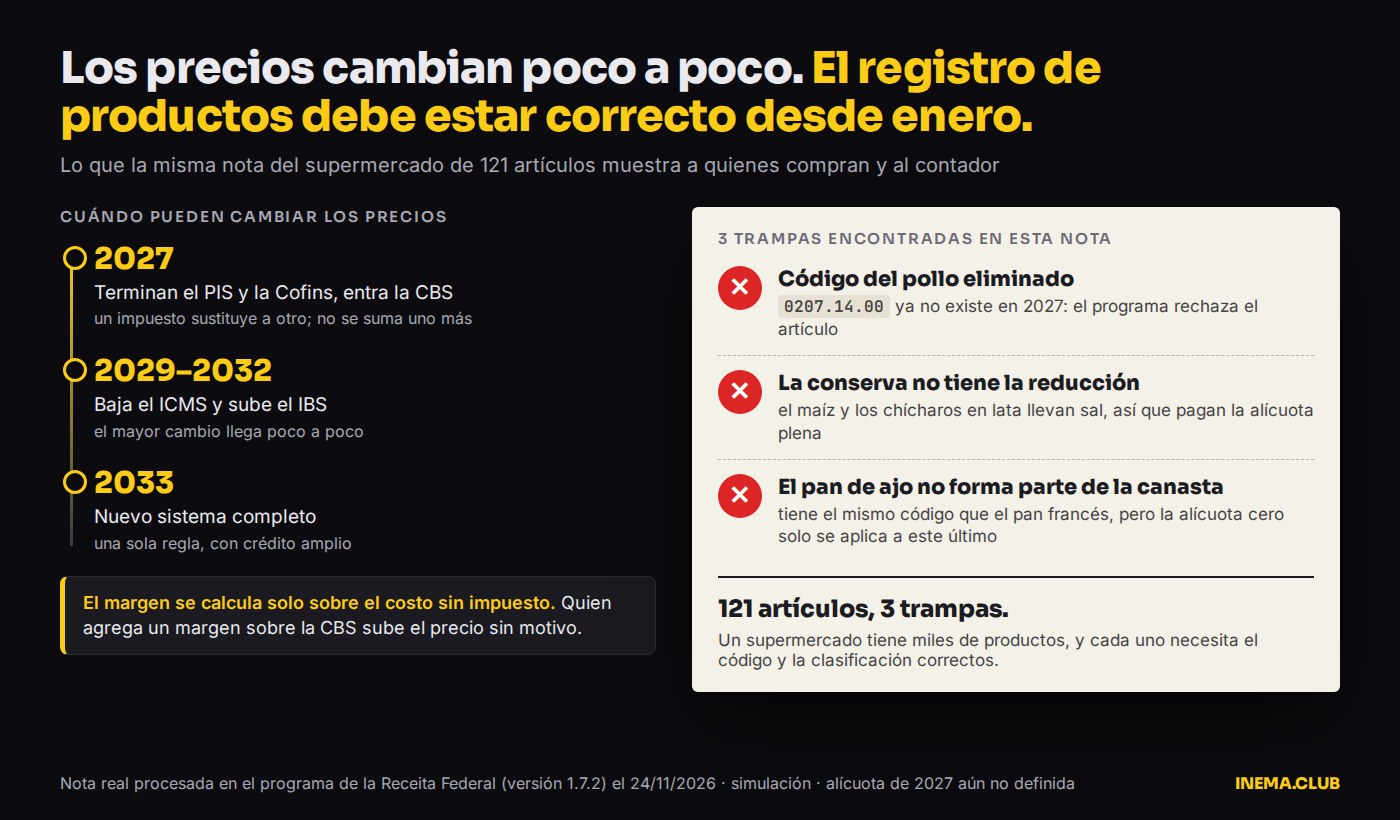 Los precios cambian poco a poco. El registro de
productos debe estar correcto desde enero.
Lo que la misma nota del supermercado de 121 artículos muestra a quienes compran y al contador
CUÁNDO PUEDEN CAMBIAR LOS PRECIOS
2027
Terminan el PIS y la Cofins, entra la CBS
un impuesto sustituye a otro; no se suma uno más
2029–2032
Baja el ICMS y sube el IBS
el mayor cambio llega poco a poco
2033
Nuevo sistema completo
una sola regla, con crédito amplio
El margen se calcula solo sobre el costo sin impuesto. Quien
agrega un margen sobre la CBS sube el precio sin motivo.
3 TRAMPAS ENCONTRADAS EN ESTA NOTA
Código del pollo eliminado
0207.14.00 ya no existe en 2027: el programa rechaza el
artículo
La conserva no tiene la reducción
el maíz y los chícharos en lata llevan sal, así que pagan la alícuota
plena
El pan de ajo no forma parte de la canasta
tiene el mismo código que el pan francés, pero la alícuota cero
solo se aplica a este último
121 artículos, 3 trampas.
Un supermercado tiene miles de productos, y cada uno necesita el
código y la clasificación correctos.
Nota real procesada en el programa de la Receita Federal (versión 1.7.2) el 24/11/2026 · simulación · alícuota de 2027 aún no definida
INEMA.CLUB